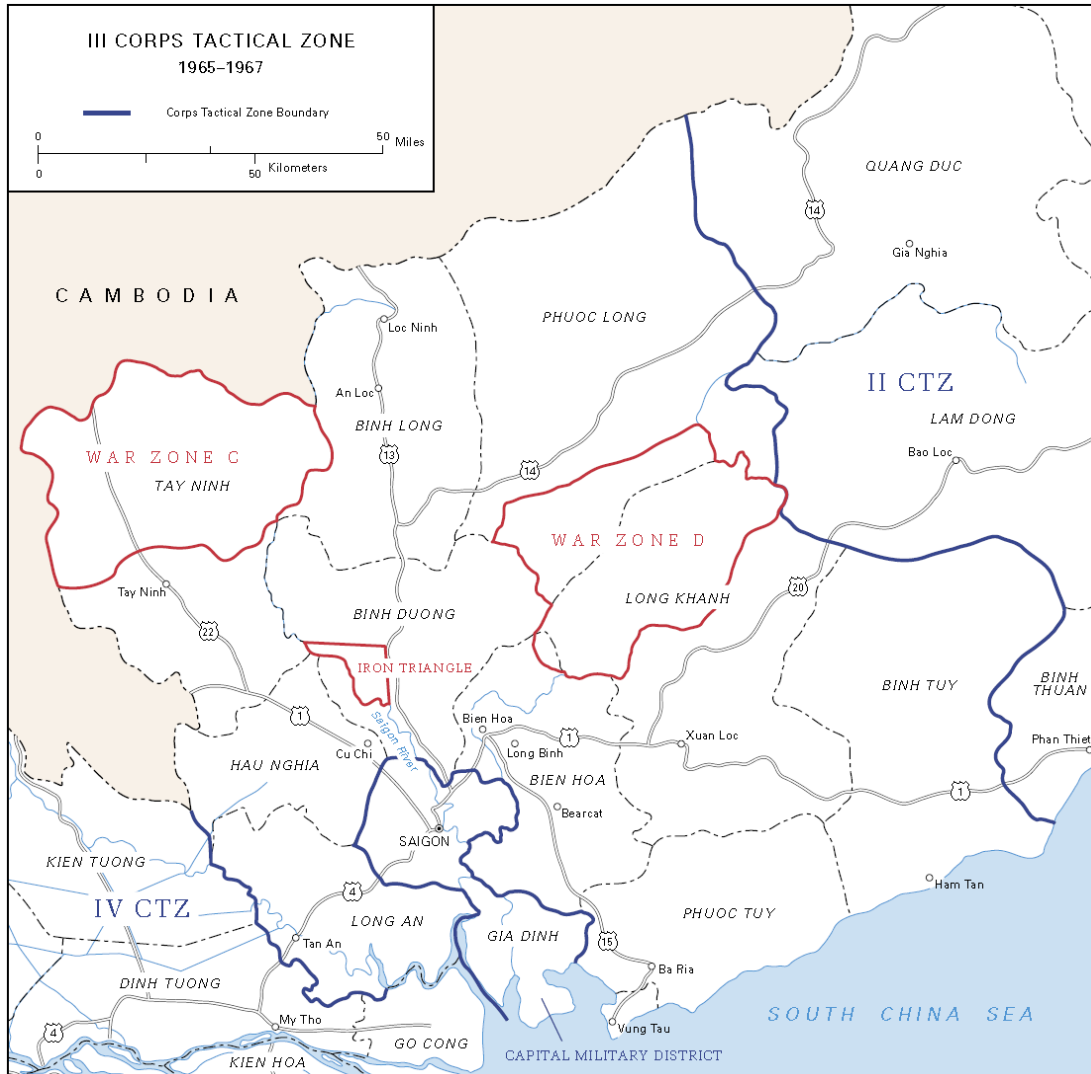 III CORPS TACTICAL ZONE
1965–1967
Corps Tactical Zone Boundary
0
50
Miles
0
50
Kilometers
QUANG DUC
14
Gia Nghia
CAMBODIA
PHUOC LONG
Loc Ninh
II CTZ
An Loc
LAM DONG
BINH LONG
WAR ZONE C
13
Bao Loc
TAY NINH
14
WAR ZONE D
20
Tay Ninh
LONG KHANH
BINH DUONG
22
IRON TRIANGLE
BINH TUY
BINH
THUAN
1
Saigon River
Bien Hoa
Cu Chi
Long Binh
1
Xuan Loc
Phan Thiet
HAU NGHIA
BIEN HOA
1
Bearcat
SAIGON
KIEN TUONG
Ham Tan
4
IV CTZ
LONG AN
PHUOC TUY
GIA DINH
Tan An
15
DINH TUONG
Ba Ria
SOUTH CHINA SEA
My Tho
Vung Tau
4
GO CONG
CAPITAL MILITARY DISTRICT
KIEN HOA